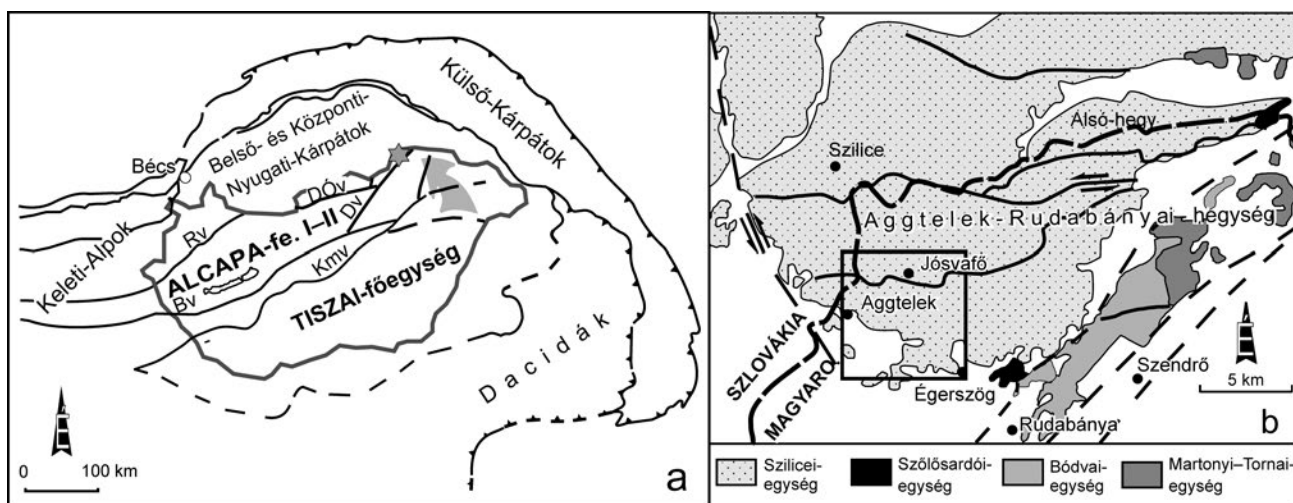 Külső-Kárpátok
Belső- és Központi-
Nyugati-Kárpátok
Bécs
DÓv
Dv
Rv
ALCAPA-fe. I–II
Kmv
Keleti-Alpok
Bv
TISZAI-főegység
Dacidák
0 100 km
a
Alsó-hegy
Szilice
Aggtelek-Rudabányai-hegység
Jósvafő
Aggtelek
SZLOVÁKIA
MAGYARO.
Égerszög
Szendrő
Rudabánya
5 km
b
Szilicei-
egység
Szőlősardói-
egység
Bódvai-
egység
Martonyi–Tornai-
egység